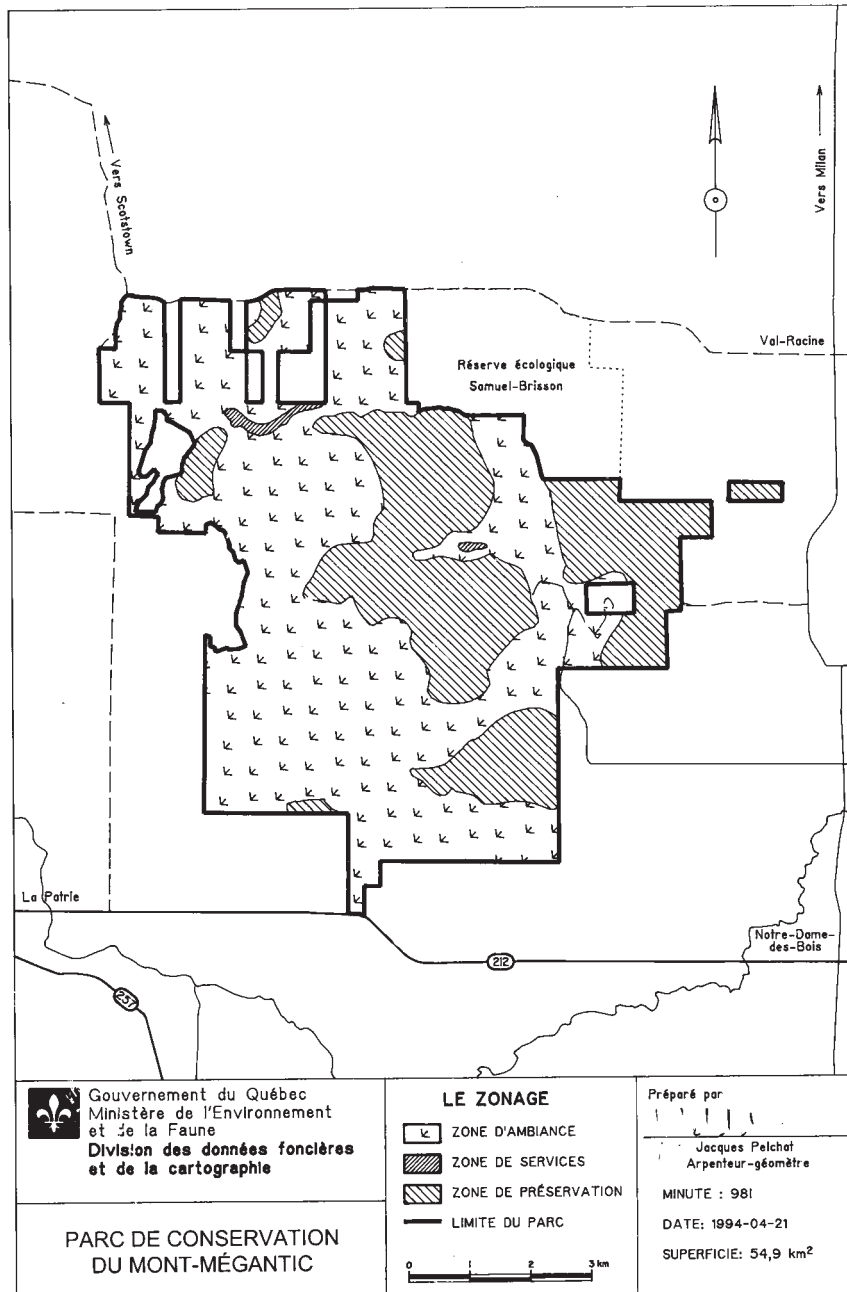 Vers Scotstown
Vers Milan
Val-Racine
Réserve écologique
Samuel-Brisson
La Patrie
Notre-Dame-
des-Bois
212
257
Gouvernement du Québec
Ministère de l'Environnement
et de la Faune
Division des données foncières
et de la cartographie
PARC DE CONSERVATION
DU MONT-MÉGANTIC
LE ZONAGE
ZONE D'AMBIANCE
ZONE DE SERVICES
ZONE DE PRÉSERVATION
LIMITE DU PARC
0 1 2 3 km
Préparé par
Jacques Pelchat
Arpenteur-géomètre
MINUTE : 981
DATE: 1994-04-21
SUPERFICIE: 54,9 km²